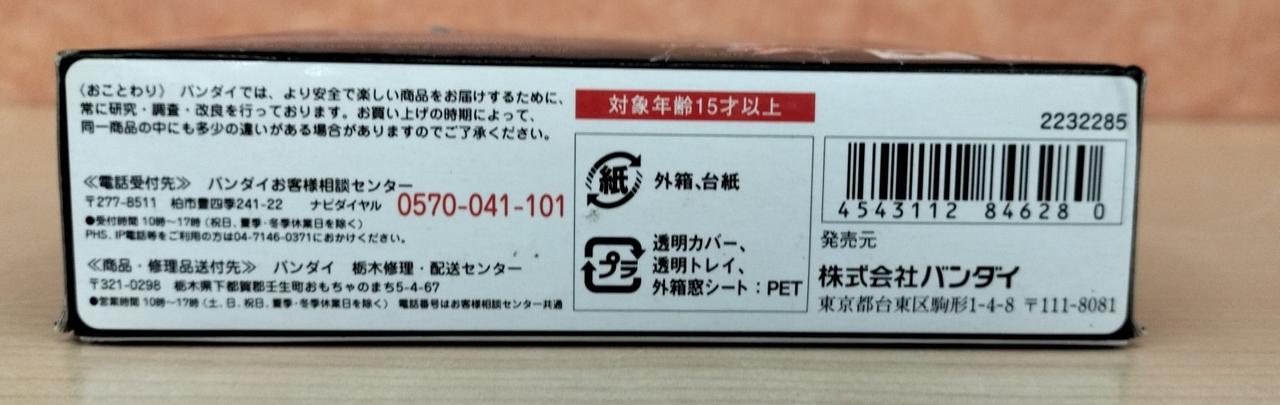 〈おことわり〉 バンダイでは、より安全で楽しい商品をお届けするために、
常に研究・調査・改良を行っております。お買い上げの時期によって、
同一商品の中にも多少の違いがある場合がありますのでご了承ください。
≪電話受付先≫ バンダイお客様相談センター
〒277-8511 柏市豊四季241-22 ナビダイヤル 0570-041-101
●受付時間 10時〜17時 (祝日、夏季・冬季休業日を除く)
PHS、IP電話等をご利用の方は04-7146-0371におかけください。
≪商品・修理品送付先≫ バンダイ 栃木修理・配送センター
〒321-0298 栃木県下都賀郡壬生町おもちゃのまち5-4-67
●営業時間 10時〜17時 (土、日、祝日、夏季・冬季休業日を除く) 電話番号はお客様相談センター共通
対象年齢15才以上
紙 外箱、台紙
プラ 透明カバー、
透明トレイ、
外箱窓シート：PET
2232285
4543112 846280
発売元
株式会社バンダイ
東京都台東区駒形1-4-8 〒111-8081